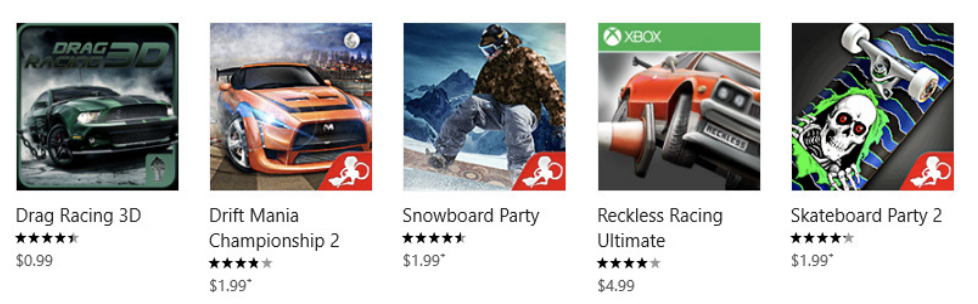 DRAG
RACING 3D
XBOX
RECKLESS
Drag Racing 3D
$0.99
Drift Mania
Championship 2
$1.99*
Snowboard Party
$1.99*
Reckless Racing
Ultimate
$4.99
Skateboard Party 2
$1.99*